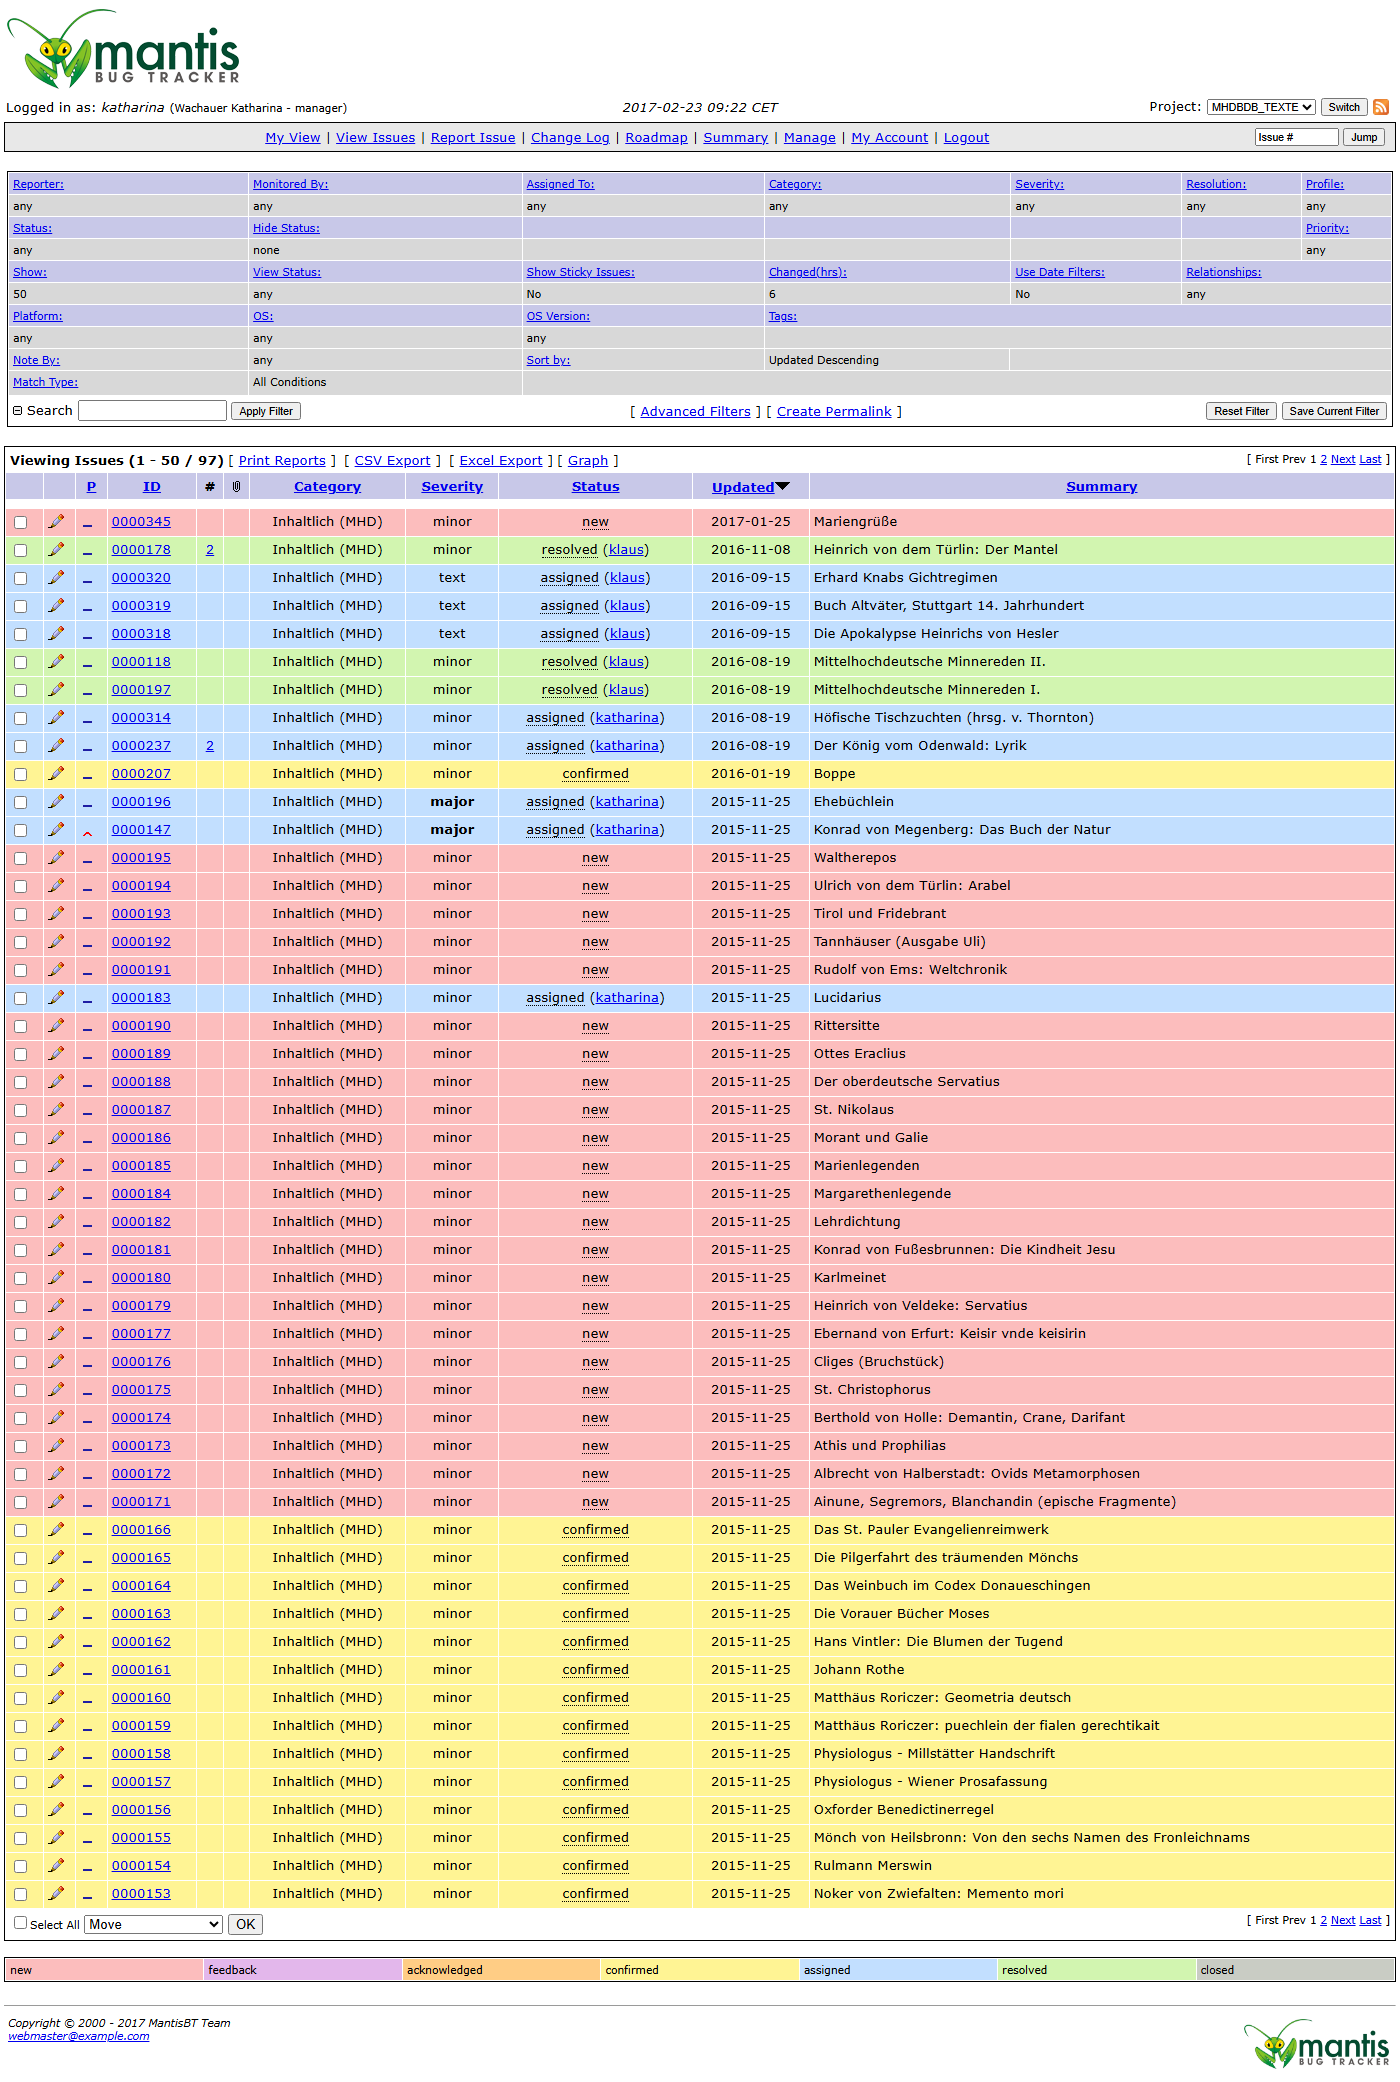 mantis
BUG TRACKER
Logged in as: katharina (Wachauer Katharina - manager) 2017-02-23 09:22 CET Project: MHDBDB_TEXTE Switch
My View | View Issues | Report Issue | Change Log | Roadmap | Summary | Manage | My Account | Logout Issue # Jump
Reporter: Monitored By: Assigned To: Category: Severity: Resolution: Profile:
any any any any any any any
Status: Hide Status: Priority:
any none any
Show: View Status: Show Sticky Issues: Changed(hrs): Use Date Filters: Relationships:
50 any No 6 No any
Platform: OS: OS Version: Tags:
any any any
Note By: any Sort by: Updated Descending
Match Type: All Conditions
Search Apply Filter [ Advanced Filters ] [ Create Permalink ] Reset Filter Save Current Filter
Viewing Issues (1 - 50 / 97) [ Print Reports ] [ CSV Export ] [ Excel Export ] [ Graph ] [ First Prev 1 2 Next Last ]
P ID # Category Severity Status Updated Summary
0000345 Inhaltlich (MHD) minor new 2017-01-25 Mariengrüße
0000178 2 Inhaltlich (MHD) minor resolved (klaus) 2016-11-08 Heinrich von dem Türlin: Der Mantel
0000320 Inhaltlich (MHD) text assigned (klaus) 2016-09-15 Erhard Knabs Gichtregimen
0000319 Inhaltlich (MHD) text assigned (klaus) 2016-09-15 Buch Altväter, Stuttgart 14. Jahrhundert
0000318 Inhaltlich (MHD) text assigned (klaus) 2016-09-15 Die Apokalypse Heinrichs von Hesler
0000118 Inhaltlich (MHD) minor resolved (klaus) 2016-08-19 Mittelhochdeutsche Minnereden II.
0000197 Inhaltlich (MHD) minor resolved (klaus) 2016-08-19 Mittelhochdeutsche Minnereden I.
0000314 Inhaltlich (MHD) minor assigned (katharina) 2016-08-19 Höfische Tischzuchten (hrsg. v. Thornton)
0000237 2 Inhaltlich (MHD) minor assigned (katharina) 2016-08-19 Der König vom Odenwald: Lyrik
0000207 Inhaltlich (MHD) minor confirmed 2016-01-19 Boppe
0000196 Inhaltlich (MHD) major assigned (katharina) 2015-11-25 Ehebüchlein
0000147 Inhaltlich (MHD) major assigned (katharina) 2015-11-25 Konrad von Megenberg: Das Buch der Natur
0000195 Inhaltlich (MHD) minor new 2015-11-25 Waltherepos
0000194 Inhaltlich (MHD) minor new 2015-11-25 Ulrich von dem Türlin: Arabel
0000193 Inhaltlich (MHD) minor new 2015-11-25 Tirol und Fridebrant
0000192 Inhaltlich (MHD) minor new 2015-11-25 Tannhäuser (Ausgabe Uli)
0000191 Inhaltlich (MHD) minor new 2015-11-25 Rudolf von Ems: Weltchronik
0000183 Inhaltlich (MHD) minor assigned (katharina) 2015-11-25 Lucidarius
0000190 Inhaltlich (MHD) minor new 2015-11-25 Rittersitte
0000189 Inhaltlich (MHD) minor new 2015-11-25 Ottes Eraclius
0000188 Inhaltlich (MHD) minor new 2015-11-25 Der oberdeutsche Servatius
0000187 Inhaltlich (MHD) minor new 2015-11-25 St. Nikolaus
0000186 Inhaltlich (MHD) minor new 2015-11-25 Morant und Galie
0000185 Inhaltlich (MHD) minor new 2015-11-25 Marienlegenden
0000184 Inhaltlich (MHD) minor new 2015-11-25 Margarethenlegende
0000182 Inhaltlich (MHD) minor new 2015-11-25 Lehrdichtung
0000181 Inhaltlich (MHD) minor new 2015-11-25 Konrad von Fußesbrunnen: Die Kindheit Jesu
0000180 Inhaltlich (MHD) minor new 2015-11-25 Karlmeinet
0000179 Inhaltlich (MHD) minor new 2015-11-25 Heinrich von Veldeke: Servatius
0000177 Inhaltlich (MHD) minor new 2015-11-25 Ebernand von Erfurt: Keisir vnde keisirin
0000176 Inhaltlich (MHD) minor new 2015-11-25 Cliges (Bruchstück)
0000175 Inhaltlich (MHD) minor new 2015-11-25 St. Christophorus
0000174 Inhaltlich (MHD) minor new 2015-11-25 Berthold von Holle: Demantin, Crane, Darifant
0000173 Inhaltlich (MHD) minor new 2015-11-25 Athis und Prophilias
0000172 Inhaltlich (MHD) minor new 2015-11-25 Albrecht von Halberstadt: Ovids Metamorphosen
0000171 Inhaltlich (MHD) minor new 2015-11-25 Ainune, Segremors, Blanchandin (epische Fragmente)
0000166 Inhaltlich (MHD) minor confirmed 2015-11-25 Das St. Pauler Evangelienreimwerk
0000165 Inhaltlich (MHD) minor confirmed 2015-11-25 Die Pilgerfahrt des träumenden Mönchs
0000164 Inhaltlich (MHD) minor confirmed 2015-11-25 Das Weinbuch im Codex Donaueschingen
0000163 Inhaltlich (MHD) minor confirmed 2015-11-25 Die Vorauer Bücher Moses
0000162 Inhaltlich (MHD) minor confirmed 2015-11-25 Hans Vintler: Die Blumen der Tugend
0000161 Inhaltlich (MHD) minor confirmed 2015-11-25 Johann Rothe
0000160 Inhaltlich (MHD) minor confirmed 2015-11-25 Matthäus Roriczer: Geometria deutsch
0000159 Inhaltlich (MHD) minor confirmed 2015-11-25 Matthäus Roriczer: puechlein der fialen gerechtikait
0000158 Inhaltlich (MHD) minor confirmed 2015-11-25 Physiologus - Millstätter Handschrift
0000157 Inhaltlich (MHD) minor confirmed 2015-11-25 Physiologus - Wiener Prosafassung
0000156 Inhaltlich (MHD) minor confirmed 2015-11-25 Oxforder Benedictinerregel
0000155 Inhaltlich (MHD) minor confirmed 2015-11-25 Mönch von Heilsbronn: Von den sechs Namen des Fronleichnams
0000154 Inhaltlich (MHD) minor confirmed 2015-11-25 Rulmann Merswin
0000153 Inhaltlich (MHD) minor confirmed 2015-11-25 Noker von Zwiefalten: Memento mori
Select All Move OK [ First Prev 1 2 Next Last ]
new feedback acknowledged confirmed assigned resolved closed
Copyright © 2000 - 2017 MantisBT Team
webmaster@example.com
mantis
BUG TRACKER